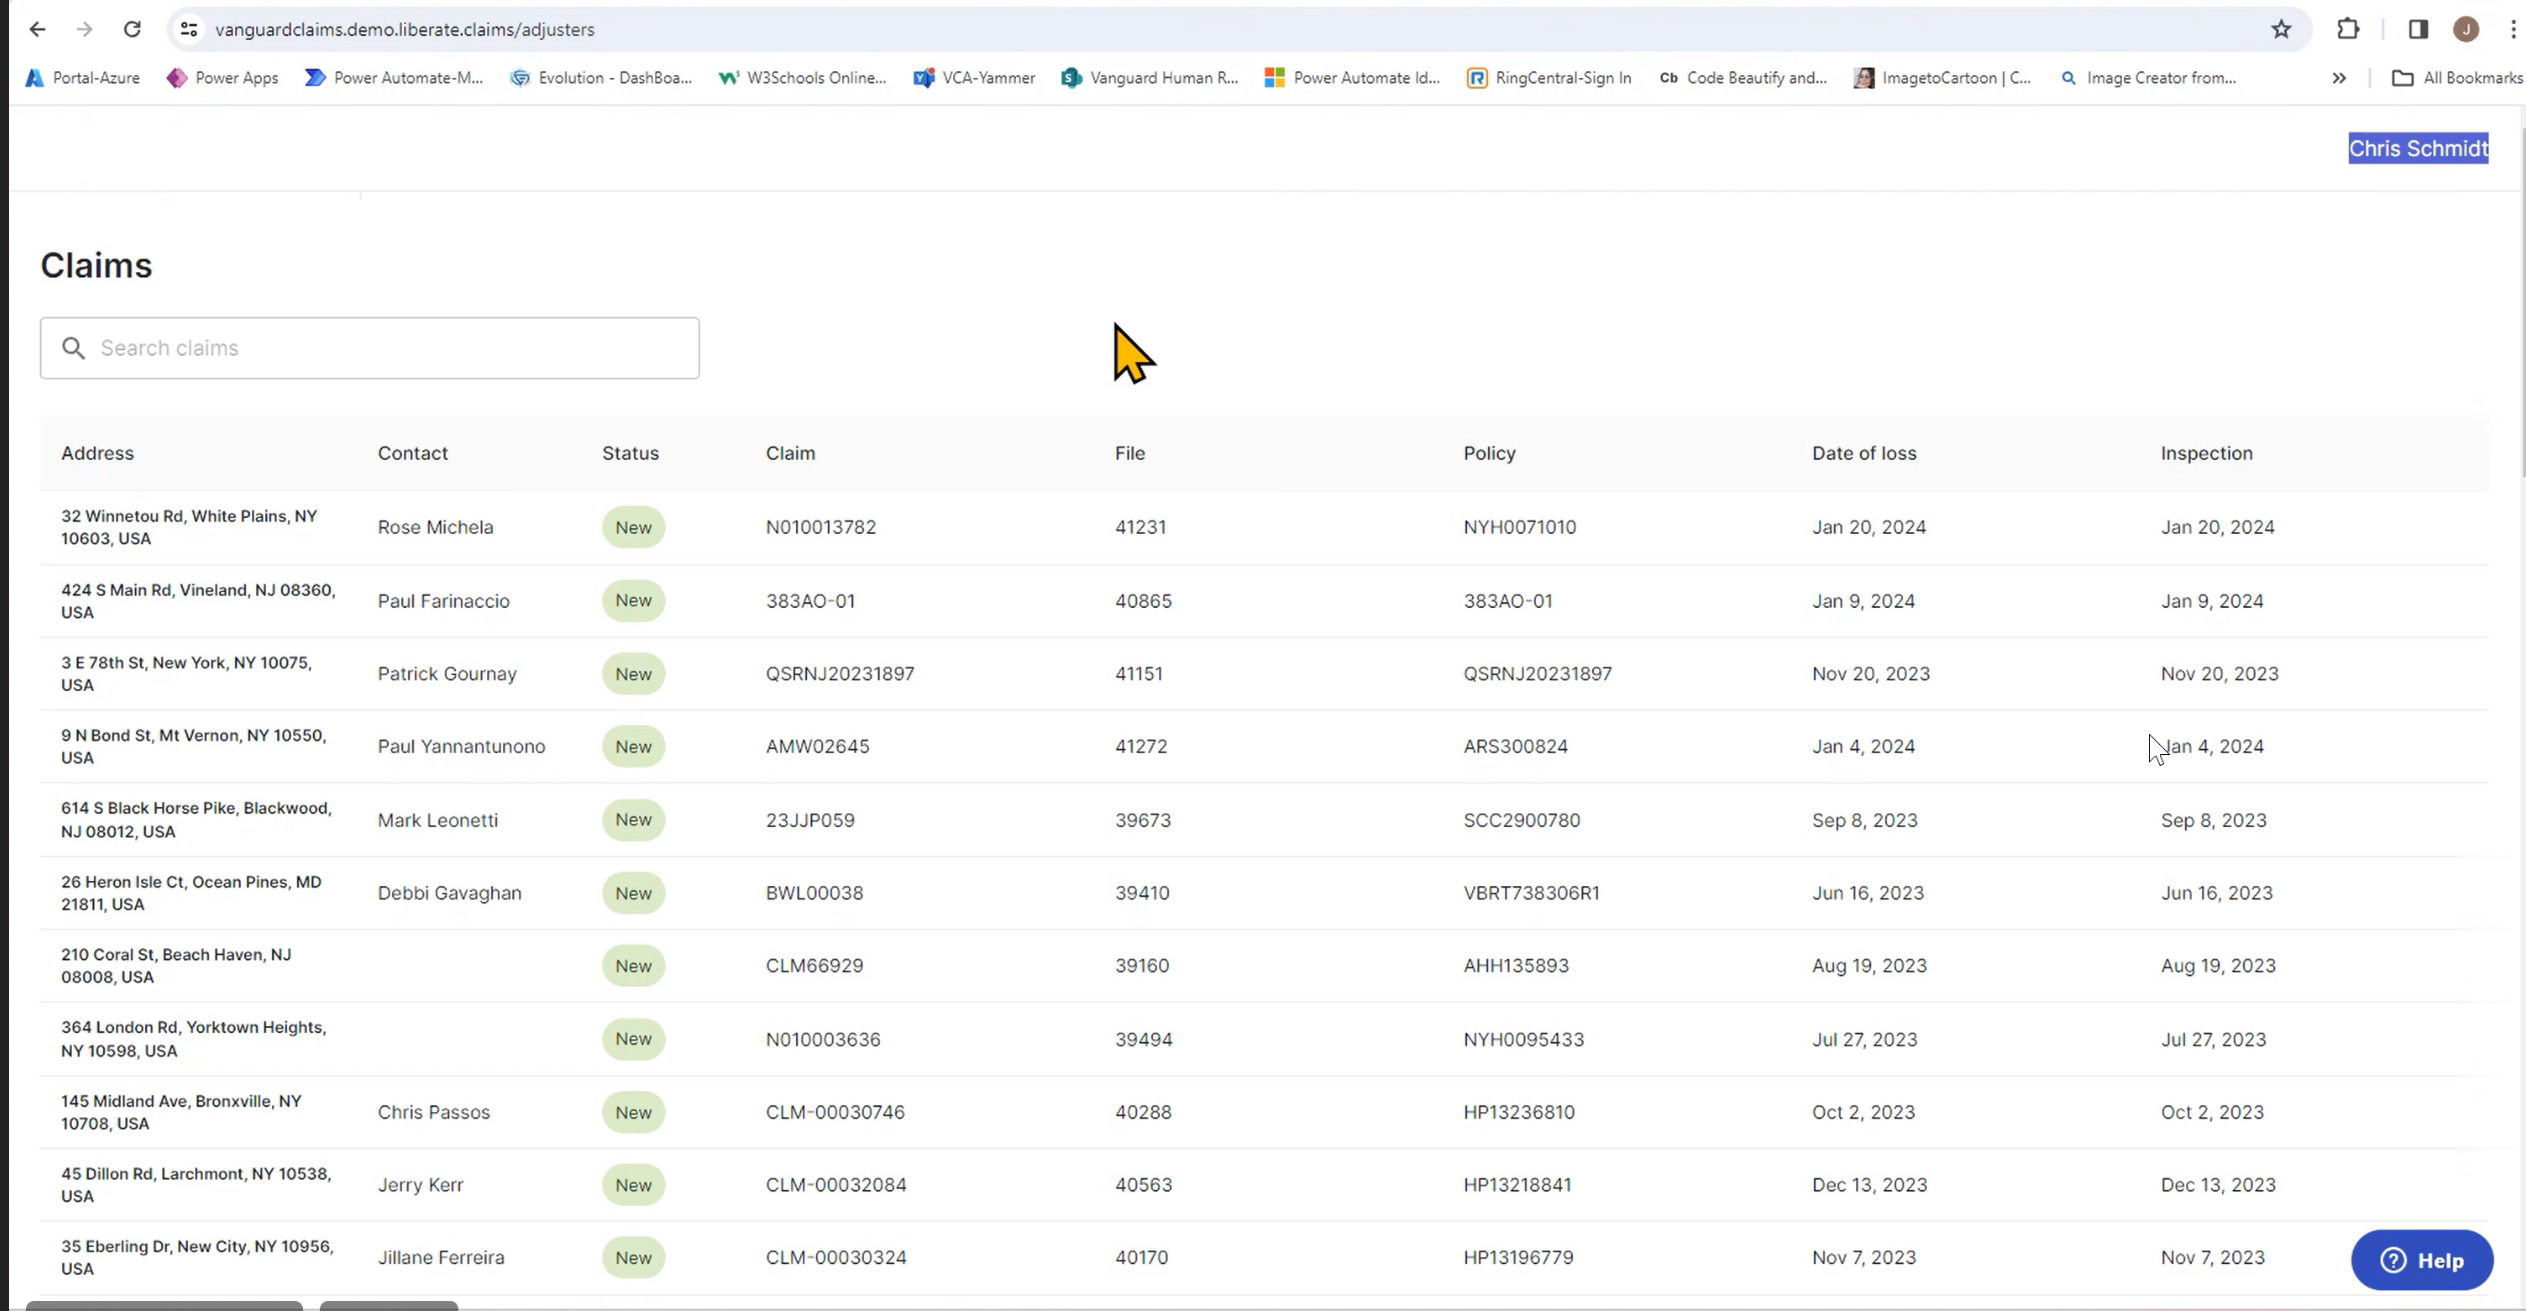 vanguardclaims.demo.liberate.claims/adjusters
J
Portal-Azure Power Apps Power Automate-M... Evolution - DashBoa... W3Schools Online... VCA-Yammer Vanguard Human R... Power Automate Id... RingCentral-Sign In Cb Code Beautify and... ImagetoCartoon | C... Image Creator from... » All Bookmarks
Chris Schmidt
Claims
Search claims
Address Contact Status Claim File Policy Date of loss Inspection
32 Winnetou Rd, White Plains, NY
10603, USA
Rose Michela New N010013782 41231 NYH0071010 Jan 20, 2024 Jan 20, 2024
424 S Main Rd, Vineland, NJ 08360,
USA
Paul Farinaccio New 383AO-01 40865 383AO-01 Jan 9, 2024 Jan 9, 2024
3 E 78th St, New York, NY 10075,
USA
Patrick Gournay New QSRNJ20231897 41151 QSRNJ20231897 Nov 20, 2023 Nov 20, 2023
9 N Bond St, Mt Vernon, NY 10550,
USA
Paul Yannantunono New AMW02645 41272 ARS300824 Jan 4, 2024 Jan 4, 2024
614 S Black Horse Pike, Blackwood,
NJ 08012, USA
Mark Leonetti New 23JJP059 39673 SCC2900780 Sep 8, 2023 Sep 8, 2023
26 Heron Isle Ct, Ocean Pines, MD
21811, USA
Debbi Gavaghan New BWL00038 39410 VBRT738306R1 Jun 16, 2023 Jun 16, 2023
210 Coral St, Beach Haven, NJ
08008, USA
New CLM66929 39160 AHH135893 Aug 19, 2023 Aug 19, 2023
364 London Rd, Yorktown Heights,
NY 10598, USA
New N010003636 39494 NYH0095433 Jul 27, 2023 Jul 27, 2023
145 Midland Ave, Bronxville, NY
10708, USA
Chris Passos New CLM-00030746 40288 HP13236810 Oct 2, 2023 Oct 2, 2023
45 Dillon Rd, Larchmont, NY 10538,
USA
Jerry Kerr New CLM-00032084 40563 HP13218841 Dec 13, 2023 Dec 13, 2023
35 Eberling Dr, New City, NY 10956,
USA
Jillane Ferreira New CLM-00030324 40170 HP13196779 Nov 7, 2023 Nov 7, 2023
Help